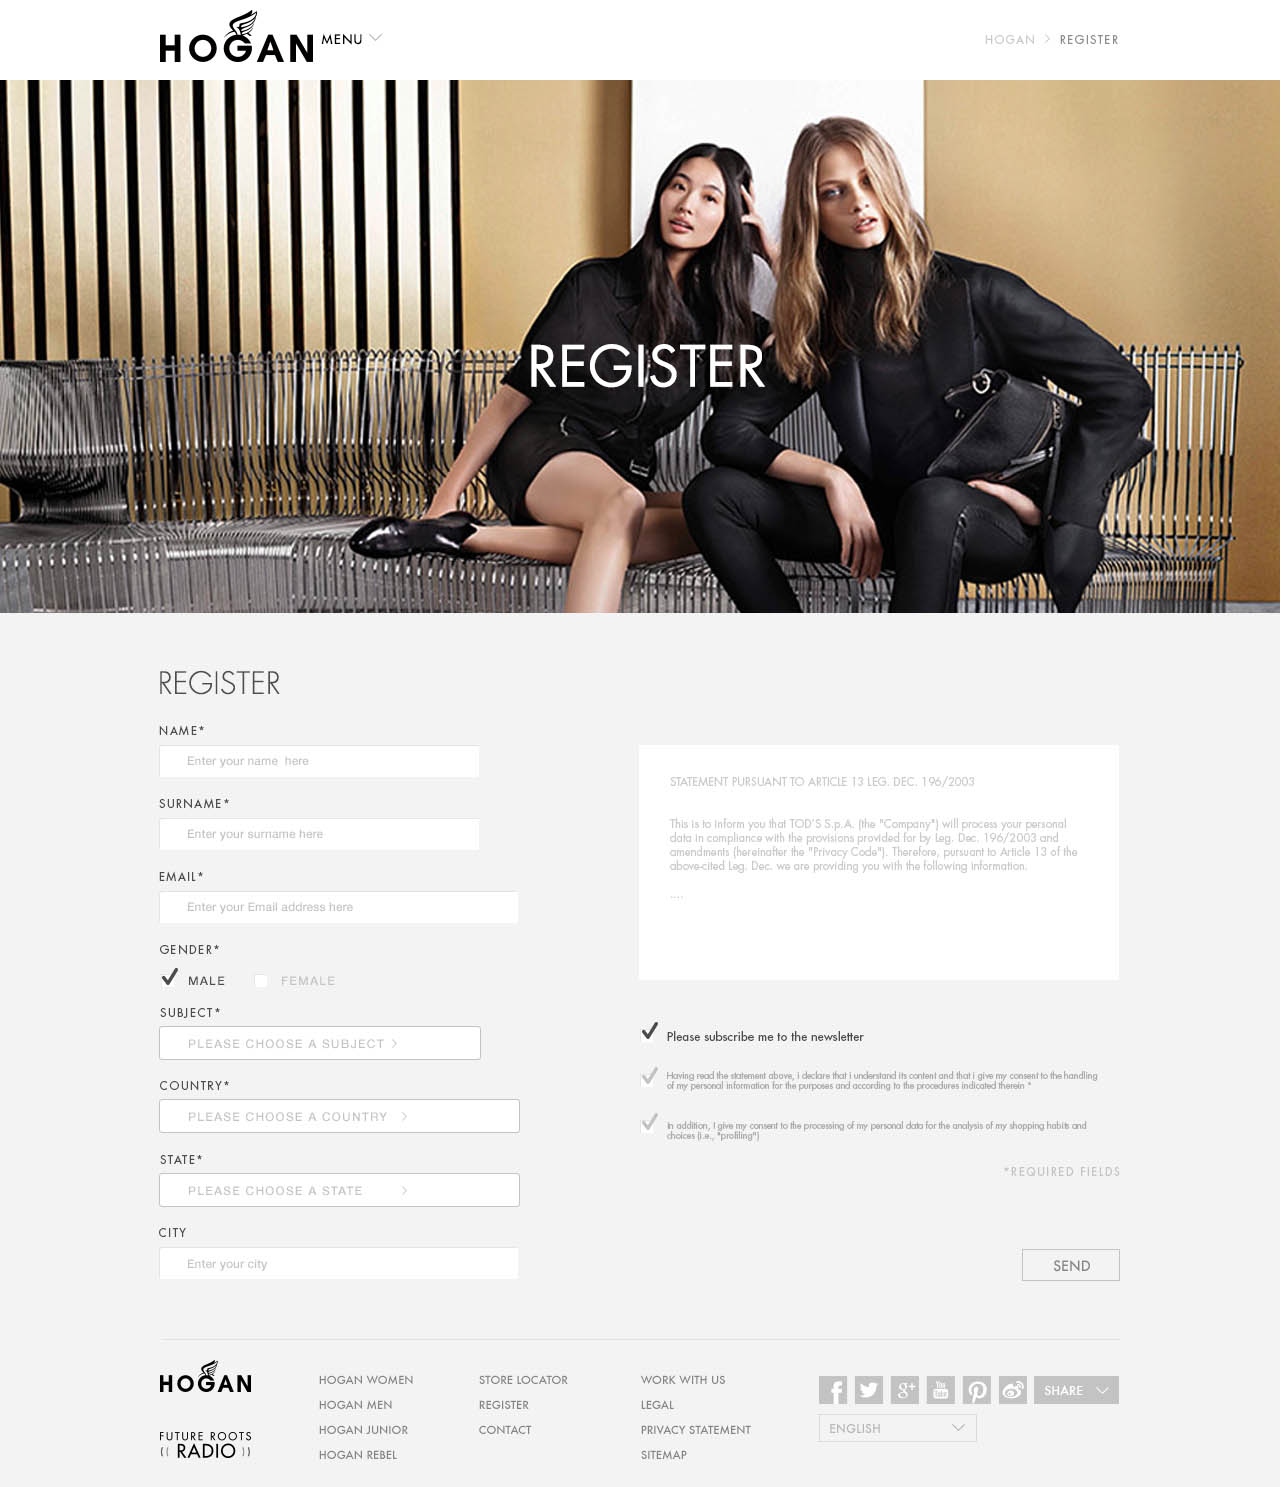 HOGAN MENU
HOGAN > REGISTER
REGISTER
REGISTER
NAME*
Enter your name  here
SURNAME*
Enter your surname here
EMAIL*
Enter your Email address here
GENDER*
MALE FEMALE
SUBJECT*
PLEASE CHOOSE A SUBJECT >
COUNTRY*
PLEASE CHOOSE A COUNTRY >
STATE*
PLEASE CHOOSE A STATE >
CITY
Enter your city
STATEMENT PURSUANT TO ARTICLE 13 LEG. DEC. 196/2003
This is to inform you that TOD'S S.p.A. (the "Company") will process your personal
data in compliance with the provisions provided for by Leg. Dec. 196/2003 and
amendments (hereinafter the "Privacy Code"). Therefore, pursuant to Article 13 of the
above-cited Leg. Dec. we are providing you with the following information.
....
Please subscribe me to the newsletter
Having read the statement above, i declare that i understand its content and that i give my consent to the handling
of my personal information for the purposes and according to the procedures indicated therein *
In addition, I give my consent to the processing of my personal data for the analysis of my shopping habits and
choices (i.e., "profiling")
*REQUIRED FIELDS
SEND
HOGAN
FUTURE ROOTS
(( RADIO ))
HOGAN WOMEN
HOGAN MEN
HOGAN JUNIOR
HOGAN REBEL
STORE LOCATOR
REGISTER
CONTACT
WORK WITH US
LEGAL
PRIVACY STATEMENT
SITEMAP
f g+ You Tube SHARE
ENGLISH